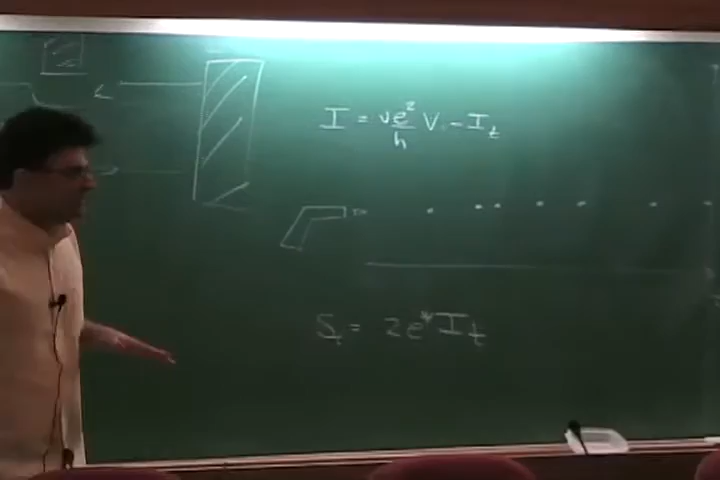 I = νe²/h V - I_t
S_t = 2e* I_t